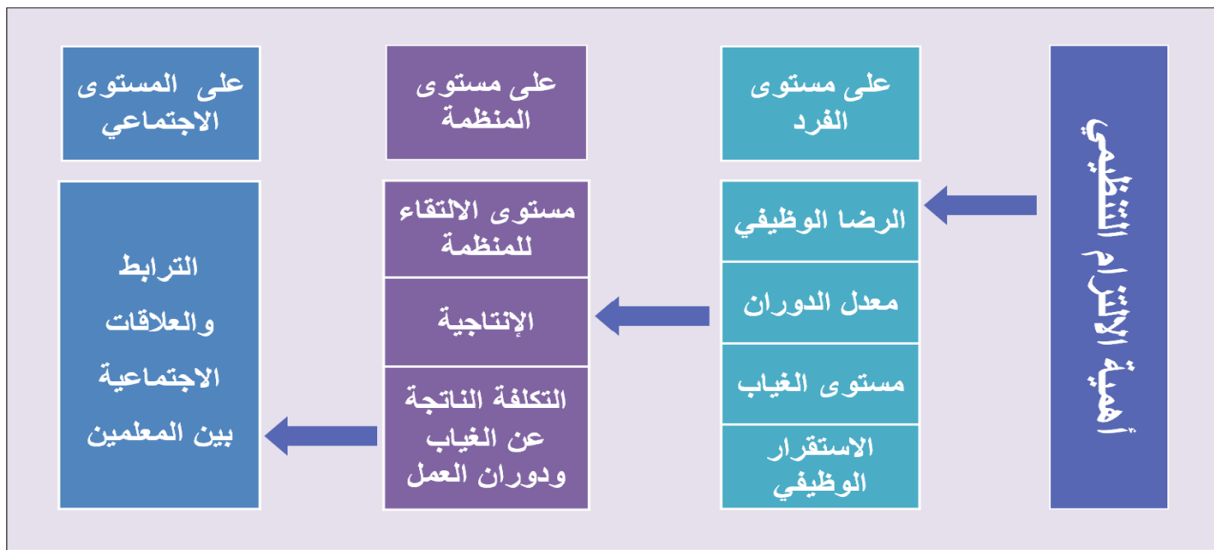 أهمية الالتزام التنظيمي
على مستوى
الفرد
الرضا الوظيفي
معدل الدوران
مستوى الغياب
الاستقرار
الوظيفي
على مستوى
المنظمة
مستوى الالتقاء
للمنظمة
الإنتاجية
التكلفة الناتجة
عن الغياب
ودوران العمل
على المستوى
الاجتماعي
الترابط
والعلاقات
الاجتماعية
بين المعلمين